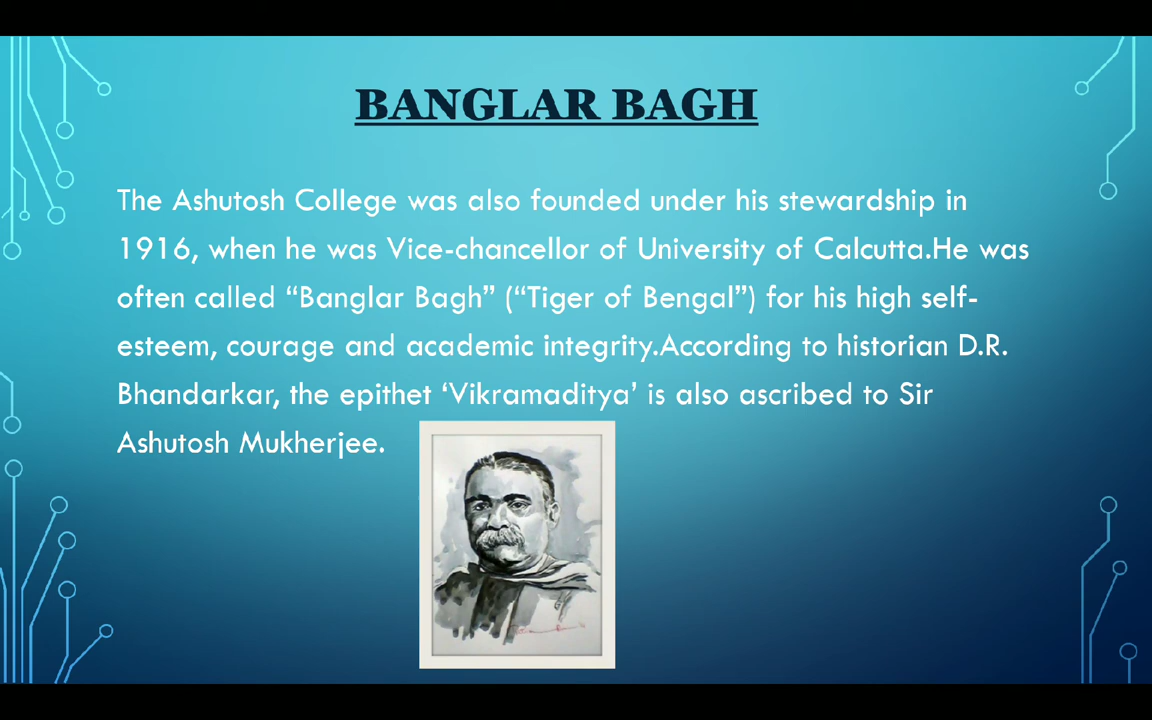 BANGLAR BAGH
The Ashutosh College was also founded under his stewardship in
1916, when he was Vice-chancellor of University of Calcutta.He was
often called “Banglar Bagh” (“Tiger of Bengal”) for his high self-
esteem, courage and academic integrity.According to historian D.R.
Bhandarkar, the epithet ‘Vikramaditya’ is also ascribed to Sir
Ashutosh Mukherjee.